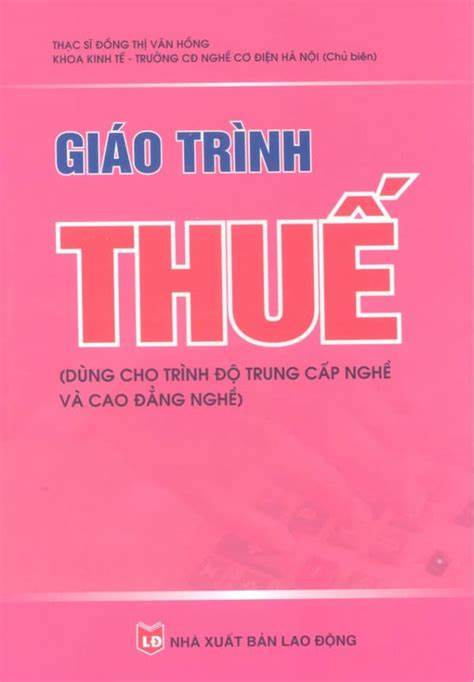 THẠC SĨ ĐỒNG THỊ VÂN HỒNG
KHOA KINH TẾ - TRƯỜNG CĐ NGHỀ CƠ ĐIỆN HÀ NỘI (Chủ biên)
GIÁO TRÌNH
THUẾ
(DÙNG CHO TRÌNH ĐỘ TRUNG CẤP NGHỀ
VÀ CAO ĐẲNG NGHỀ)
LĐ NHÀ XUẤT BẢN LAO ĐỘNG